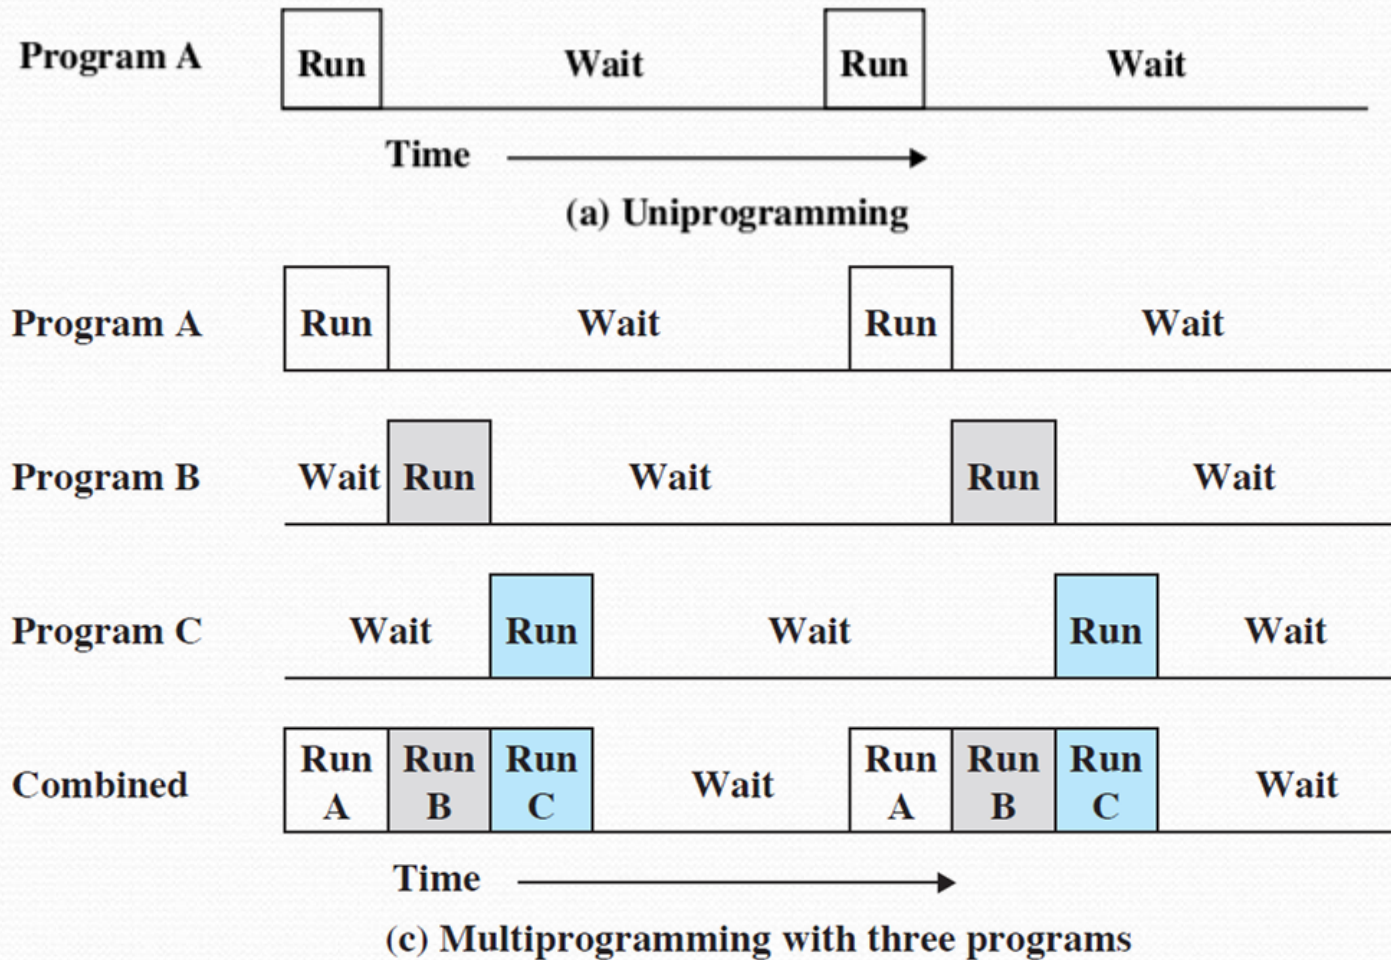 Program A Run Wait Run Wait
Time
(a) Uniprogramming
Program A Run Wait Run Wait
Program B Wait Run Wait Run Wait
Program C Wait Run Wait Run Wait
Combined Run A Run B Run C Wait Run A Run B Run C Wait
Time
(c) Multiprogramming with three programs